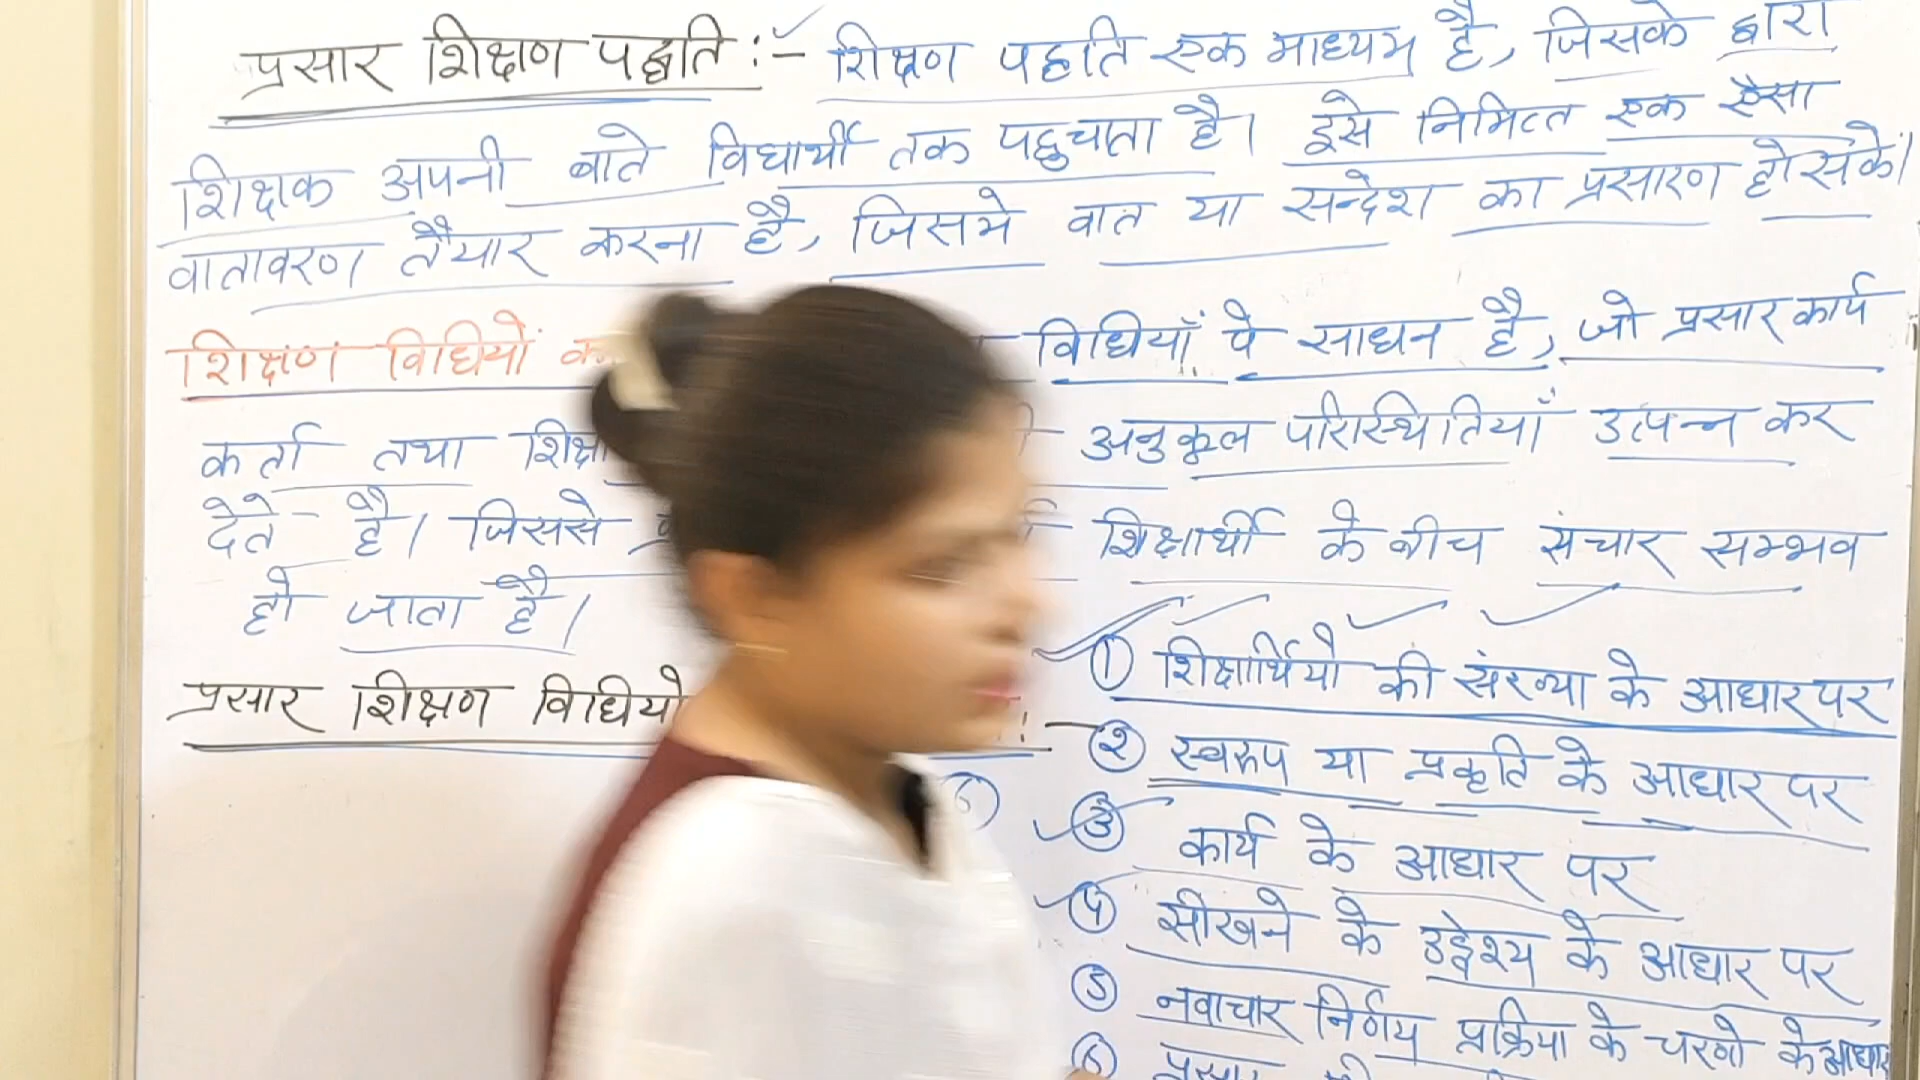 प्रसार शिक्षण पद्धति :- शिक्षण पद्दति एक माध्यम है, जिसके द्वारा
शिक्षक अपनी बाते विधार्थी तक पहुचाता है। इसे निमित्त एक ऐसा
वातावरण तैयार करना है, जिसमे वात या सन्देश का प्रसारण हो सके।
शिक्षण विधियों विधियाँ वे साधन है, जो प्रसार कार्य
कर्ता तथा अनुकूल परिस्थितियाँ उत्पन्न कर
देते है। जिससे शिक्षार्थी के बीच संचार सम्भव
हो जाता है।
प्रसार शिक्षण विधियो :-
① शिक्षार्थियो की संख्या के आधार पर
② स्वरुप या प्रकृति के आधार पर
③ कार्य के आधार पर
④ सीखने के उद्देश्य के आधार पर
⑤ नवाचार निर्णय प्रक्रिया के चरणो के आधार
⑥ प्रसार